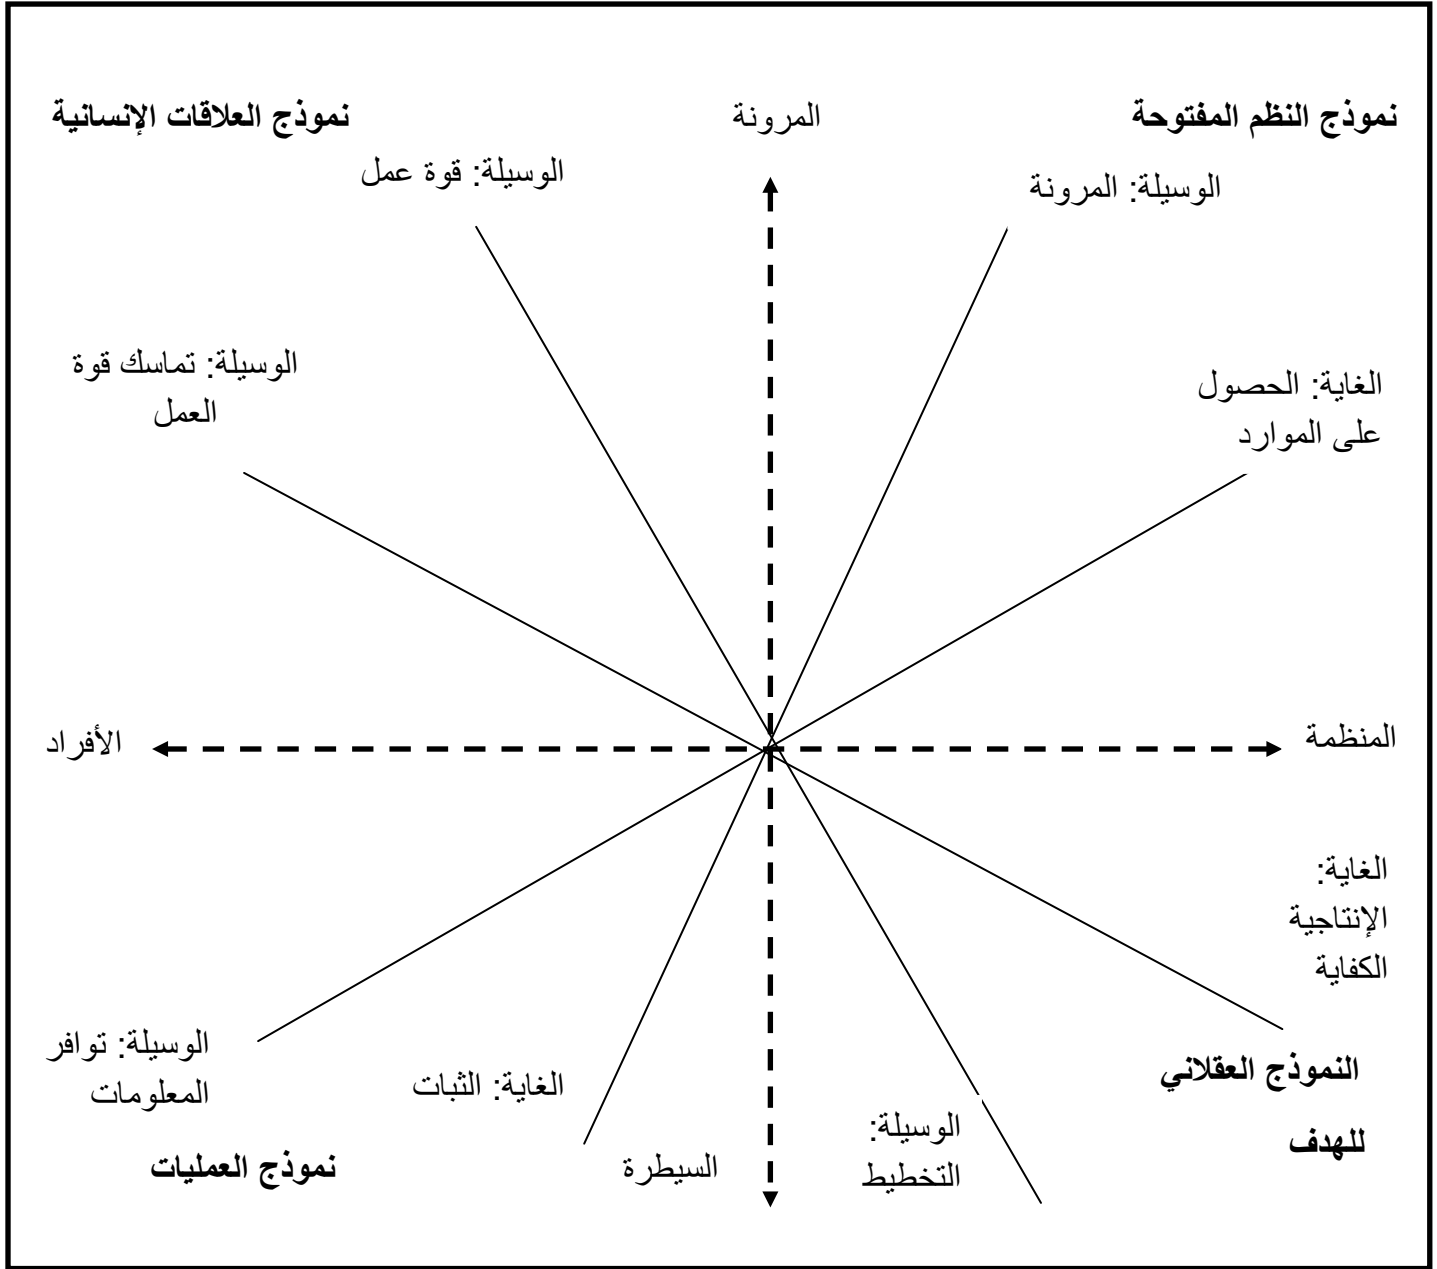 نموذج النظم المفتوحة
المرونة
نموذج العلاقات الإنسانية
الوسيلة: المرونة
الوسيلة: قوة عمل
الغاية: الحصول
على الموارد
الوسيلة: تماسك قوة
العمل
المنظمة
الأفراد
الغاية:
الإنتاجية
الكفاية
النموذج العقلاني
للهدف
الوسيلة:
التخطيط
السيطرة
الغاية: الثبات
الوسيلة: توافر
المعلومات
نموذج العمليات